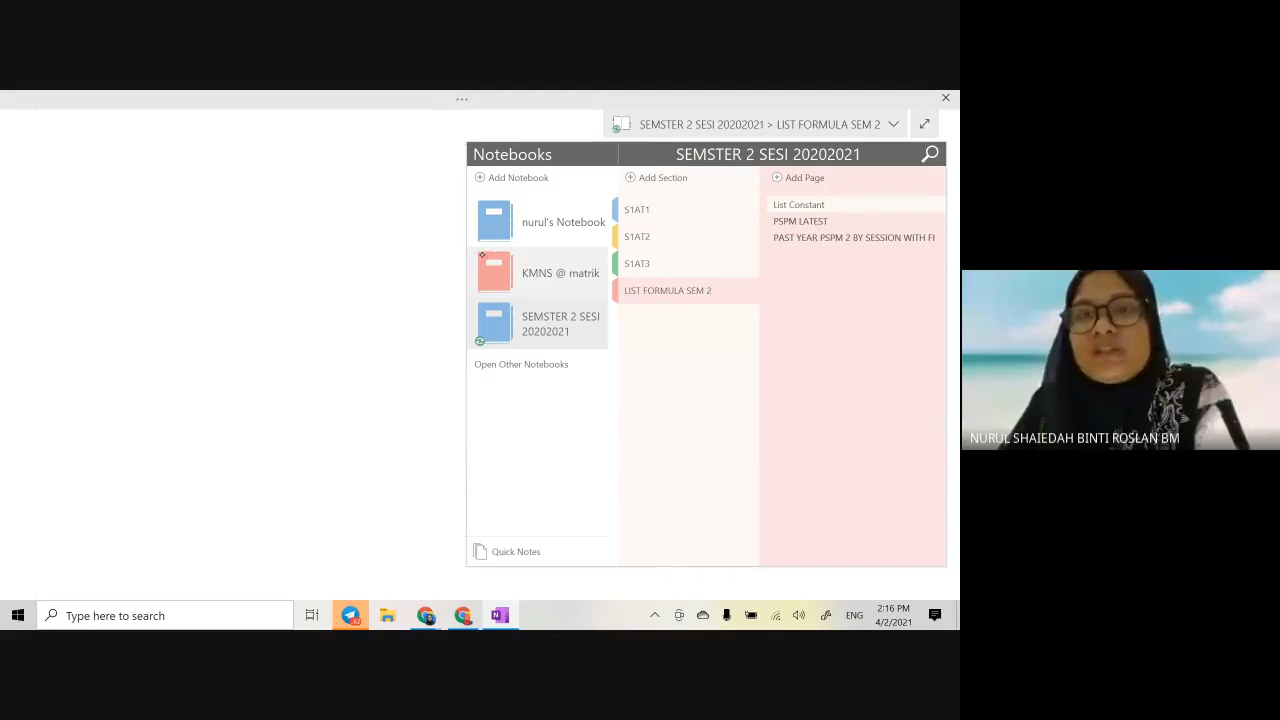 SEMSTER 2 SESI 20202021 > LIST FORMULA SEM 2
Notebooks
SEMSTER 2 SESI 20202021
Add Notebook
Add Section
Add Page
nurul's Notebook
KMNS @ matrik
SEMSTER 2 SESI
20202021
Open Other Notebooks
Quick Notes
S1AT1
S1AT2
S1AT3
LIST FORMULA SEM 2
List Constant
PSPM LATEST
PAST YEAR PSPM 2 BY SESSION WITH FI
NURUL SHAIEDAH BINTI ROSLAN BM
Type here to search
62
ENG
2:16 PM
4/2/2021